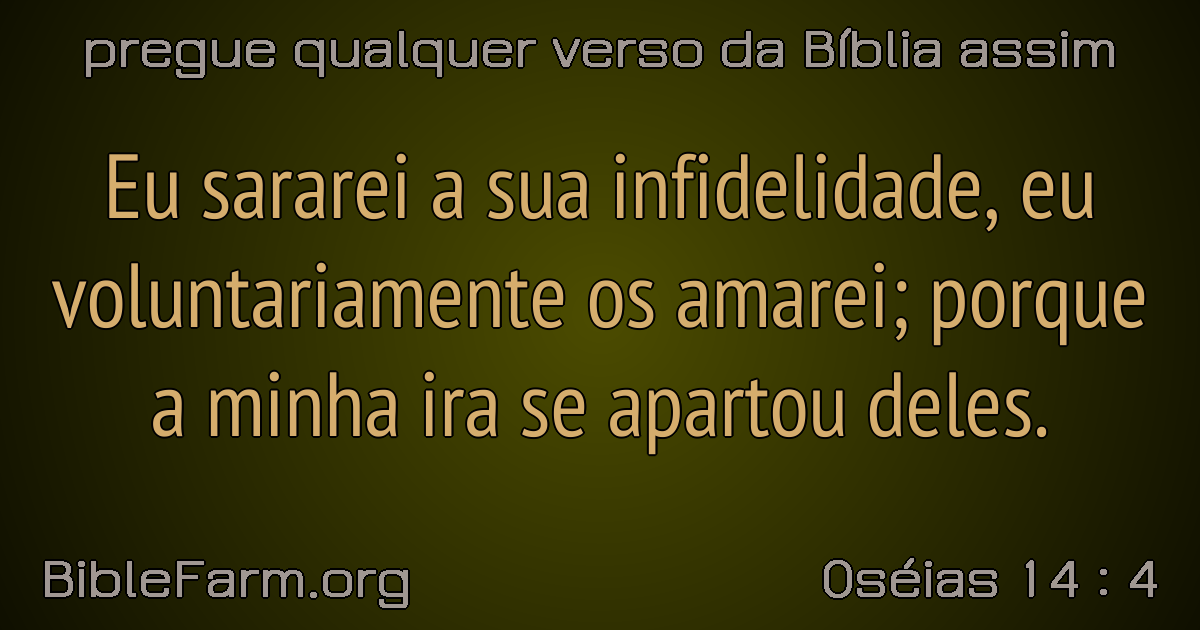 pregue qualquer verso da Bíblia assim
Eu sararei a sua infidelidade, eu
voluntariamente os amarei; porque
a minha ira se apartou deles.
BibleFarm.org
Oséias 14 : 4